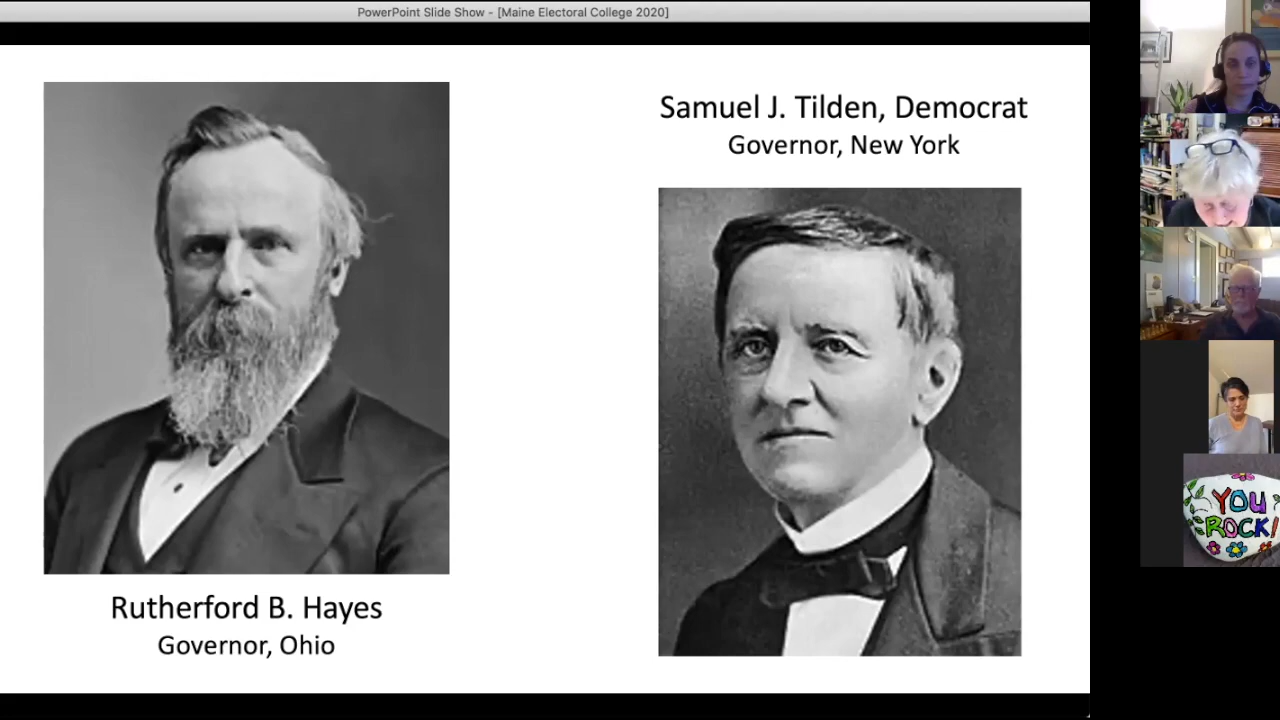 PowerPoint Slide Show - [Maine Electoral College 2020]
Samuel J. Tilden, Democrat
Governor, New York
Rutherford B. Hayes
Governor, Ohio
YOU
ROCK!